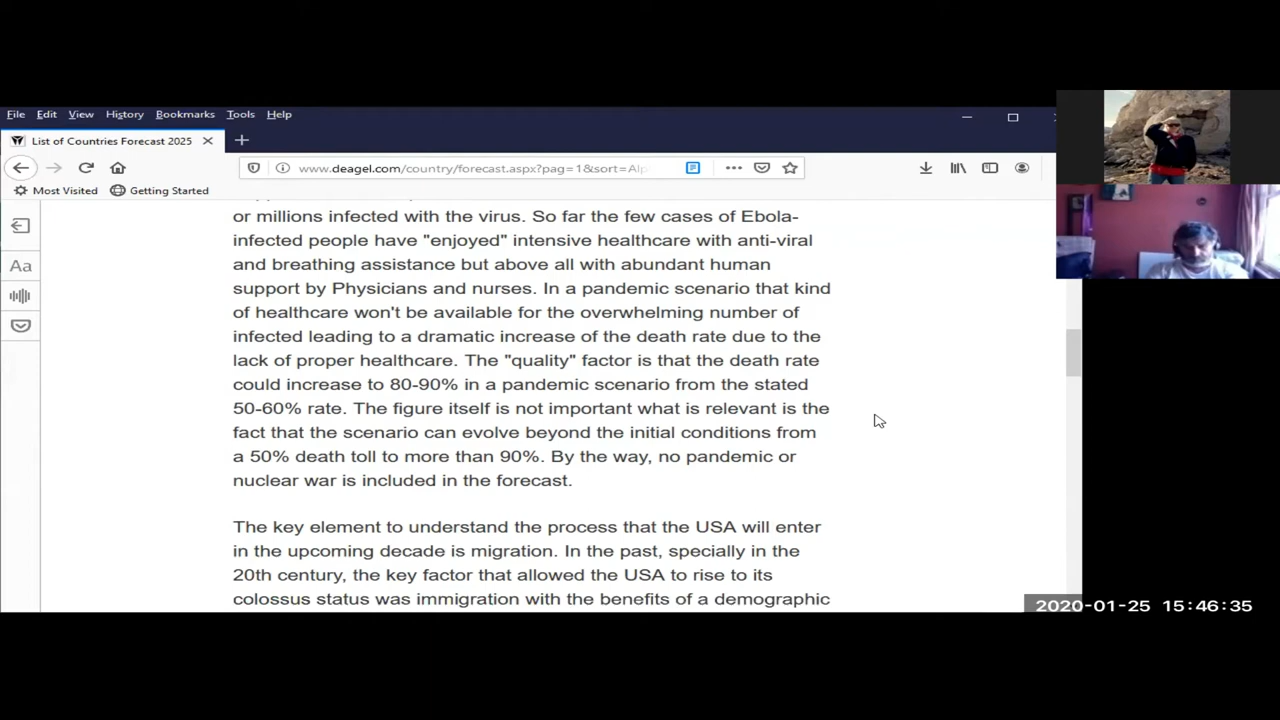 File Edit View History Bookmarks Tools Help
List of Countries Forecast 2025
www.deagel.com/country/forecast.aspx?pag=1&sort=Alp
Most Visited Getting Started
or millions infected with the virus. So far the few cases of Ebola-
infected people have "enjoyed" intensive healthcare with anti-viral
and breathing assistance but above all with abundant human
support by Physicians and nurses. In a pandemic scenario that kind
of healthcare won't be available for the overwhelming number of
infected leading to a dramatic increase of the death rate due to the
lack of proper healthcare. The "quality" factor is that the death rate
could increase to 80-90% in a pandemic scenario from the stated
50-60% rate. The figure itself is not important what is relevant is the
fact that the scenario can evolve beyond the initial conditions from
a 50% death toll to more than 90%. By the way, no pandemic or
nuclear war is included in the forecast.
The key element to understand the process that the USA will enter
in the upcoming decade is migration. In the past, specially in the
20th century, the key factor that allowed the USA to rise to its
colossus status was immigration with the benefits of a demographic
Aa
2020-01-25 15:46:35